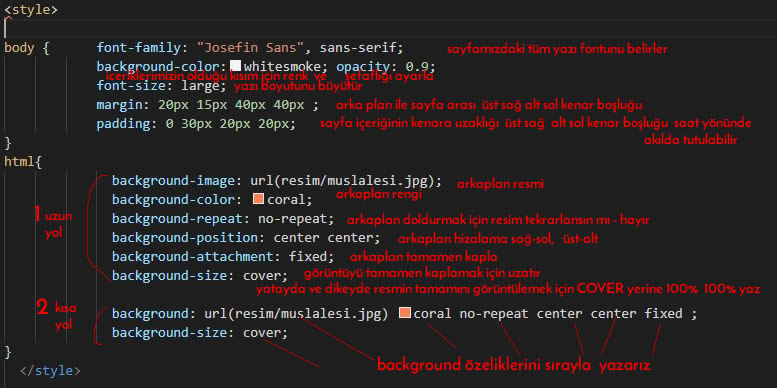 <style>
body { font-family: "Josefin Sans", sans-serif; sayfamızdaki tüm yazı fontunu belirler
background-color: whitesmoke; opacity: 0.9;
içeriklerimizin olduğu kısım için renk ve şefaflığı ayarla
font-size: large; yazı boyutunu büyütür
margin: 20px 15px 40px 40px ; arka plan ile sayfa arası üst sağ alt sol kenar boşluğu
padding: 0 30px 20px 20px; sayfa içeriğinin kenara uzaklığı üst sağ alt sol kenar boşluğu saat yönünde
} akılda tutulabilir
html{
background-image: url(resim/muslalesi.jpg); arkaplan resmi
background-color: coral; arkaplan rengi
1 uzun background-repeat: no-repeat; arkaplan doldurmak için resim tekrarlansın mı - hayır
yol background-position: center center; arkaplan hizalama sağ-sol, üst-alt
background-attachment: fixed; arkaplan tamamen kapla
background-size: cover; görüntüyü tamamen kaplamak için uzatır
yatayda ve dikeyde resmin tamamını görüntülemek için COVER yerine 100% 100% yaz
2 kısa background: url(resim/muslalesi.jpg) coral no-repeat center center fixed ;
yol background-size: cover;
} background özeliklerini sırayla yazarız
</style>